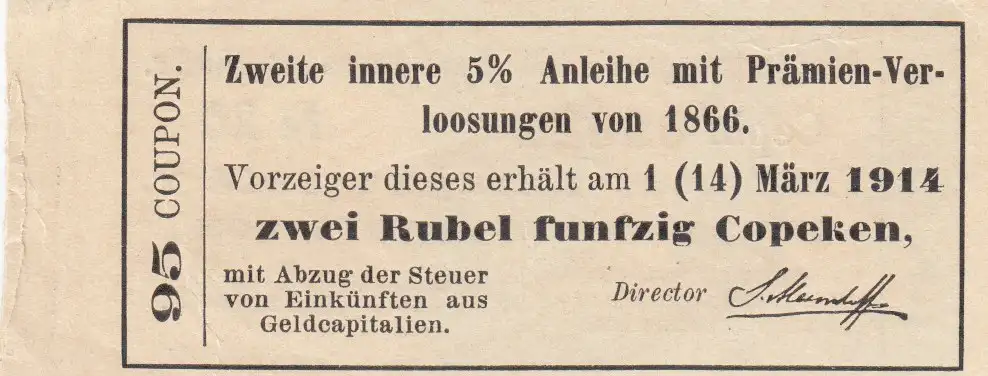 95 COUPON.
Zweite innere 5% Anleihe mit Prämien-Ver-
loosungen von 1866.
Vorzeiger dieses erhält am 1 (14) März 1914
zwei Rubel funfzig Copeken,
mit Abzug der Steuer
von Einkünften aus
Geldcapitalien.
Director